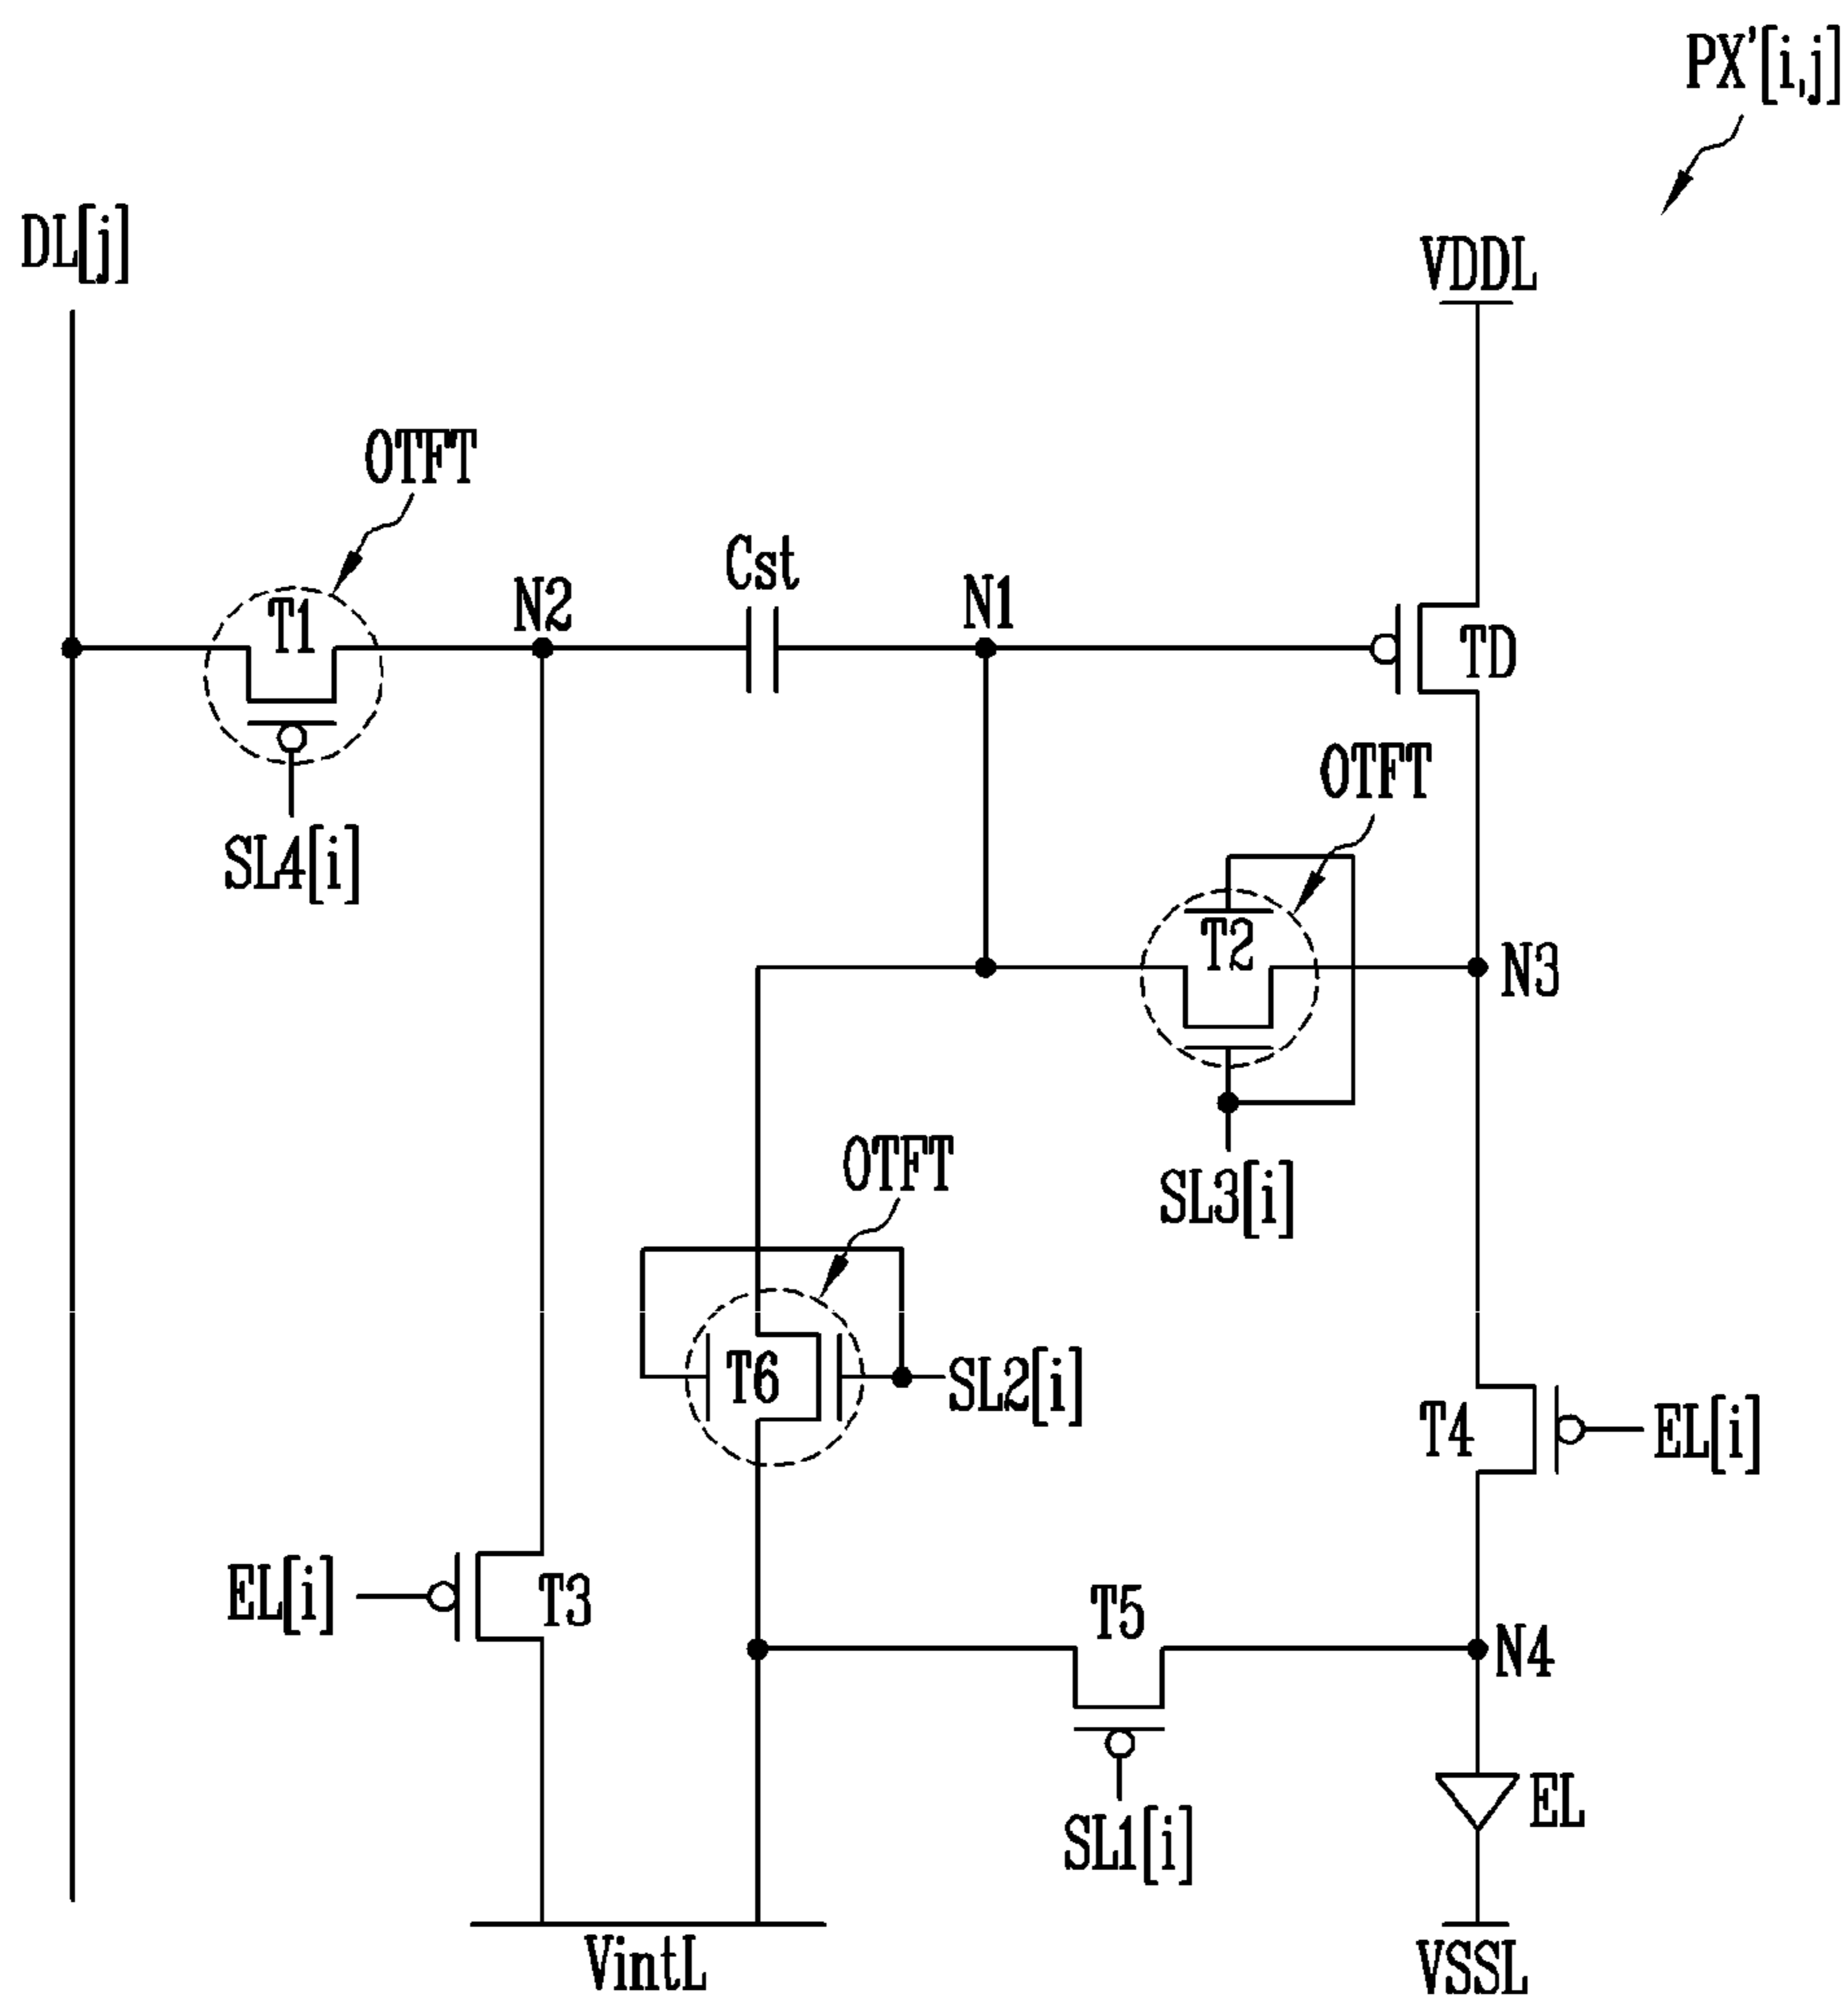 PX'[i,j]
DL[j]
VDDL
OTFT
Cst
T1
N2
N1
TD
OTFT
SL4[i]
T2
N3
OTFT
SL3[i]
T6
SL2[i]
T4
EL[i]
EL[i]
T3
T5
N4
EL
SL1[i]
VintL
VSSL